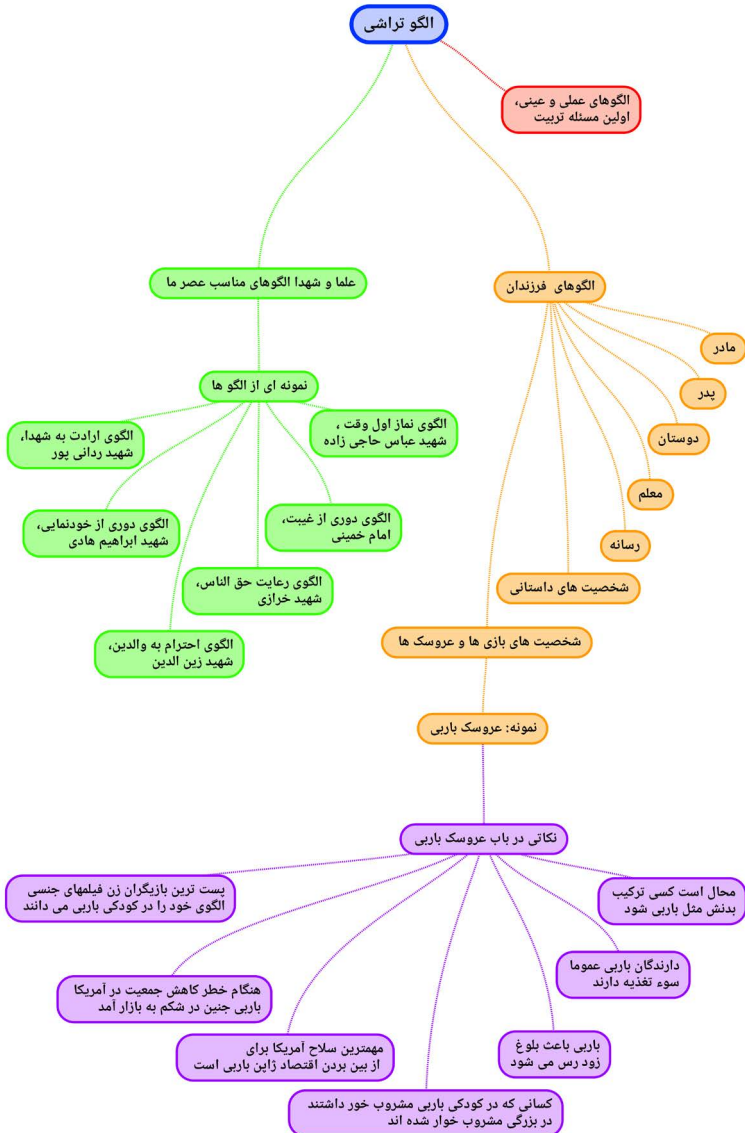 الگو تراشی
الگوهای عملی و عینی،
اولین مسئله تربیت
الگوهای فرزندان
مادر
پدر
دوستان
معلم
رسانه
شخصیت های داستانی
شخصیت های بازی ها و عروسک ها
نمونه: عروسک باربی
نکاتی در باب عروسک باربی
محال است کسی ترکیب
بدنش مثل باربی شود
دارندگان باربی عموما
سوء تغذیه دارند
باربی باعث بلوغ
زود رس می شود
کسانی که در کودکی باربی مشروب خور داشتند
در بزرگی مشروب خوار شده اند
مهمترین سلاح آمریکا برای
از بین بردن اقتصاد ژاپن باربی است
هنگام خطر کاهش جمعیت در آمریکا
باربی جنین در شکم به بازار آمد
پست ترین بازیگران زن فیلمهای جنسی
الگوی خود را در کودکی باربی می دانند
علما و شهدا الگوهای مناسب عصر ما
نمونه ای از الگو ها
الگوی نماز اول وقت ،
شهید عباس حاجی زاده
الگوی دوری از غیبت،
امام خمینی
الگوی رعایت حق الناس،
شهید خرازی
الگوی احترام به والدین،
شهید زین الدین
الگوی دوری از خودنمایی،
شهید ابراهیم هادی
الگوی ارادت به شهدا،
شهید ردانی پور